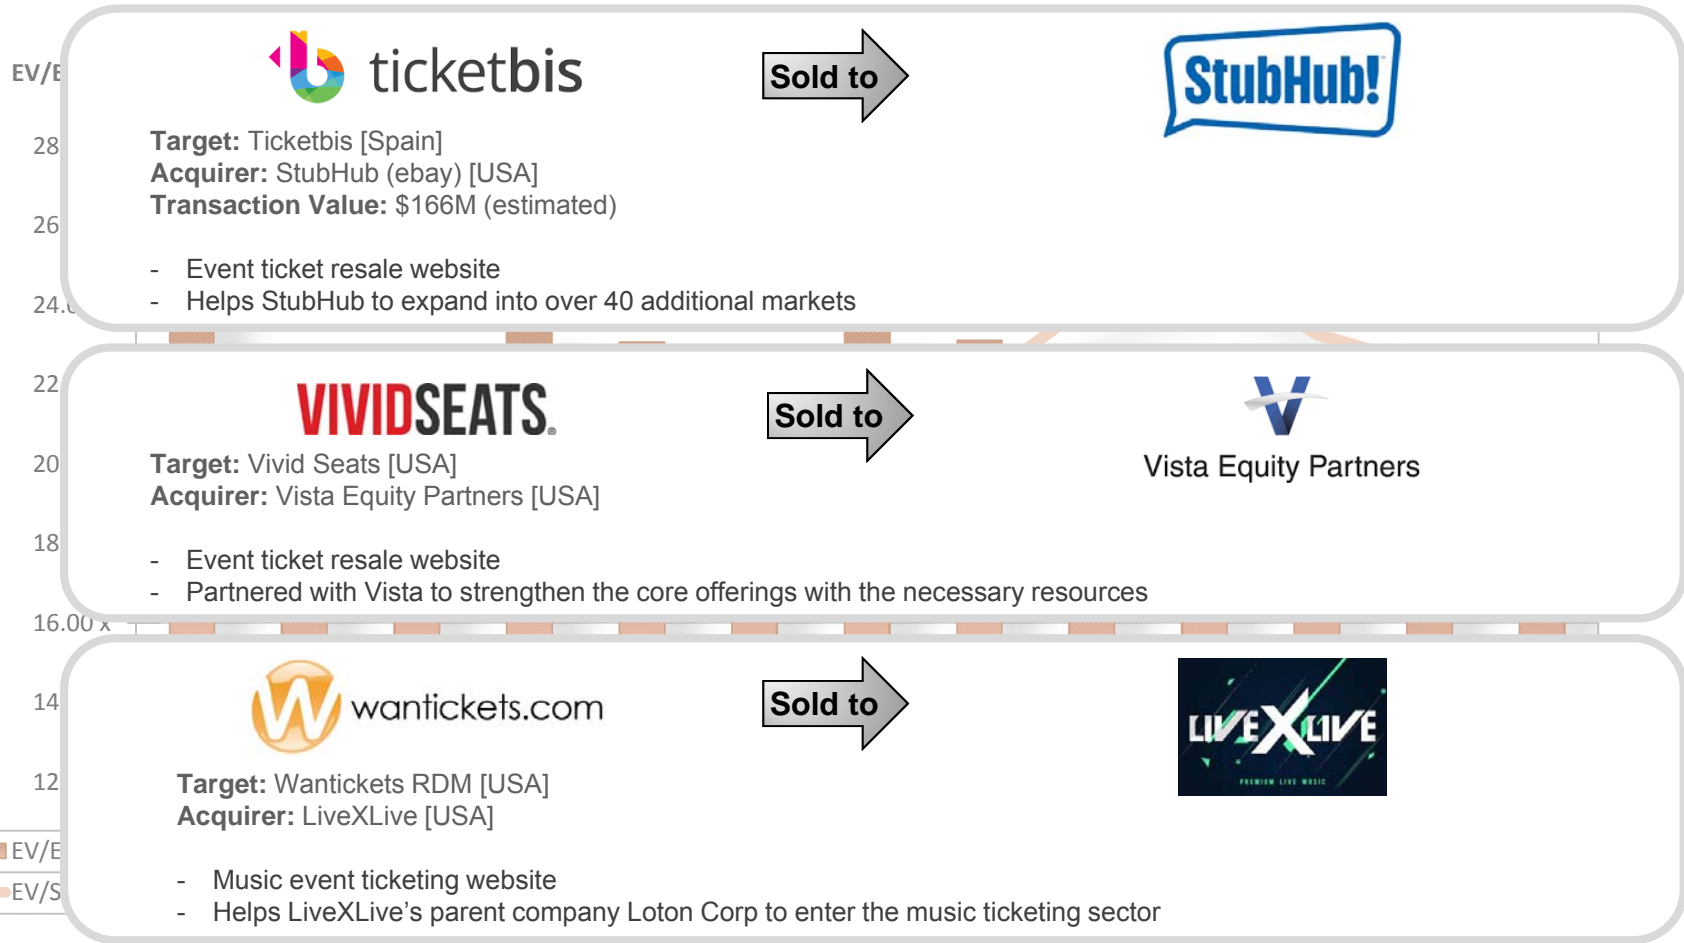 ticketbis
Sold to
StubHub!
EV/E
Target: Ticketbis [Spain]
28
Acquirer: StubHub (ebay) [USA]
Transaction Value: $166M (estimated)
26
- Event ticket resale website
- Helps StubHub to expand into over 40 additional markets
24.
22
VIVIDSEATS.
Sold to
V
20
Target: Vivid Seats [USA]
Vista Equity Partners
Acquirer: Vista Equity Partners [USA]
18
- Event ticket resale website
- Partnered with Vista to strengthen the core offerings with the necessary resources
16.00 x
W wantickets.com
Sold to
14
LIVEXLIVE
PREMIUM LIVE MUSIC
12
Target: Wantickets RDM [USA]
Acquirer: LiveXLive [USA]
EV/E
- Music event ticketing website
EV/S
- Helps LiveXLive’s parent company Loton Corp to enter the music ticketing sector